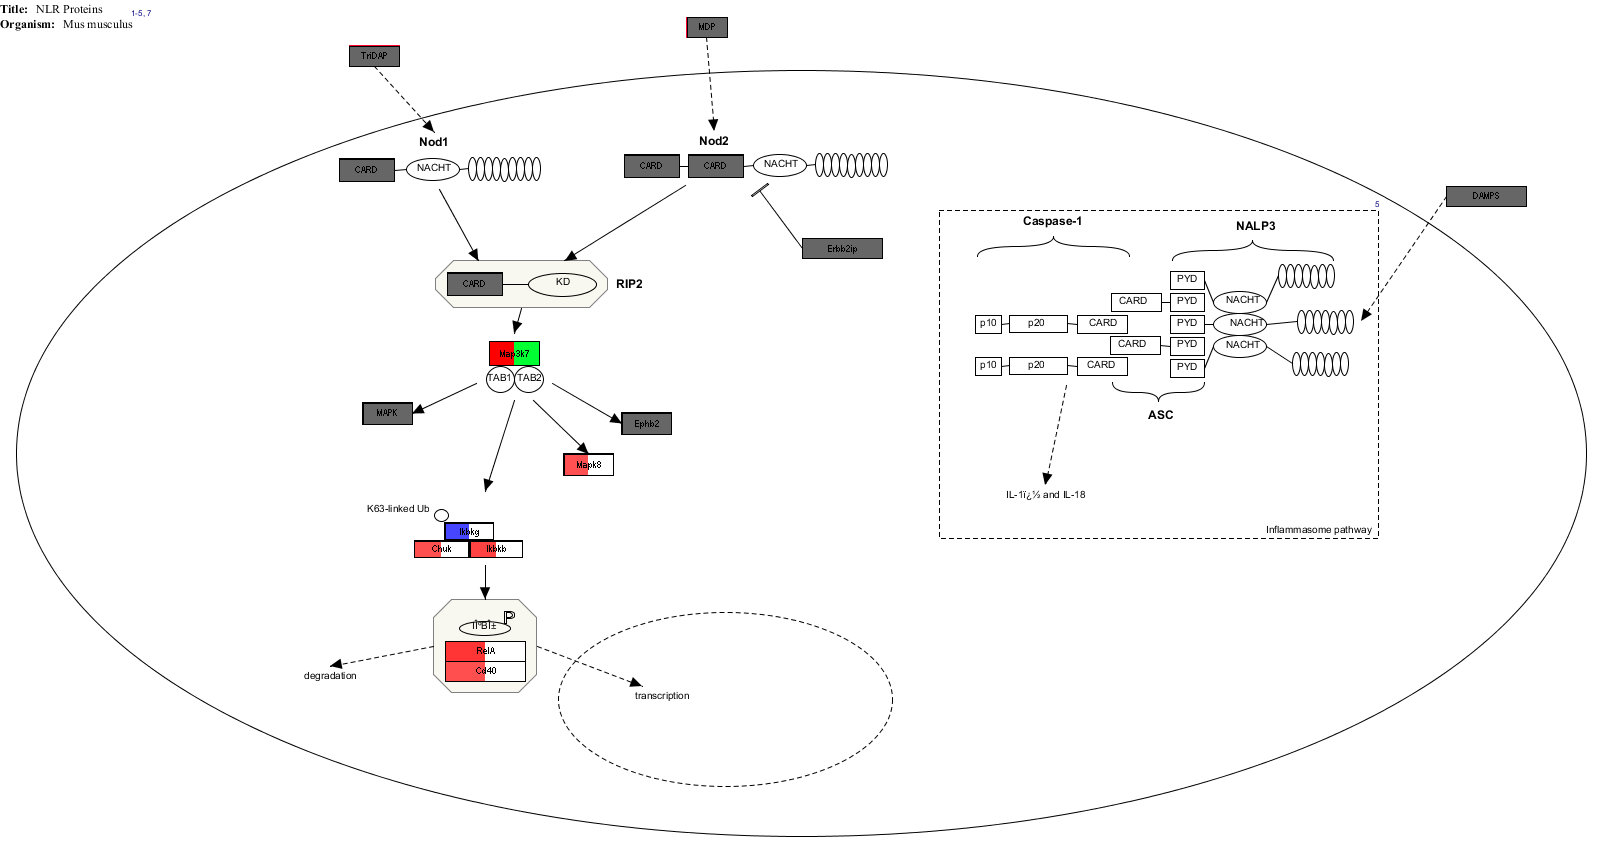 Title: NLR Proteins 1-5, 7
Organism: Mus musculus
MDP
TriDAP
Nod1
Nod2
CARD
NACHT
CARD
CARD
NACHT
DAMPS
5
Caspase-1
NALP3
Erbb2ip
CARD
KD
RIP2
PYD
CARD
PYD
NACHT
p10
p20
CARD
PYD
NACHT
CARD
PYD
NACHT
p10
p20
CARD
PYD
Map3k7
TAB1
TAB2
MAPK
Ephb2
ASC
Mapk8
IL-1ï¿½ and IL-18
K63-linked Ub
Ikbkg
Inflammasome pathway
Chuk
Ikbkb
P
RelA
Cd40
degradation
transcription